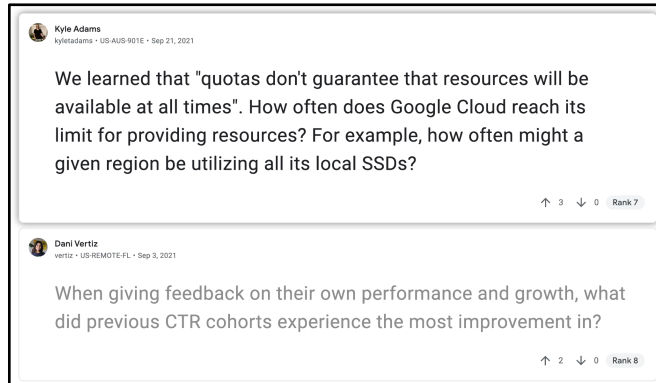 Kyle Adams
kyletadams • US-AUS-901E • Sep 21, 2021
We learned that "quotas don't guarantee that resources will be
available at all times". How often does Google Cloud reach its
limit for providing resources? For example, how often might a
given region be utilizing all its local SSDs?
3 0 Rank 7
Dani Vertiz
vertiz • US-REMOTE-FL • Sep 3, 2021
When giving feedback on their own performance and growth, what
did previous CTR cohorts experience the most improvement in?
2 0 Rank 8